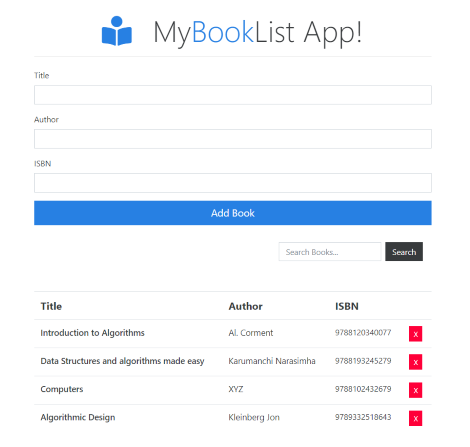 MyBookList App!
Title
Author
ISBN
Add Book
Search Books... Search
Title Author ISBN
Introduction to Algorithms Al. Corment 9788120340077 X
Data Structures and algorithms made easy Karumanchi Narasimha 9788193245279 X
Computers XYZ 9788102432679 X
Algorithmic Design Kleinberg Jon 9789332518643 X